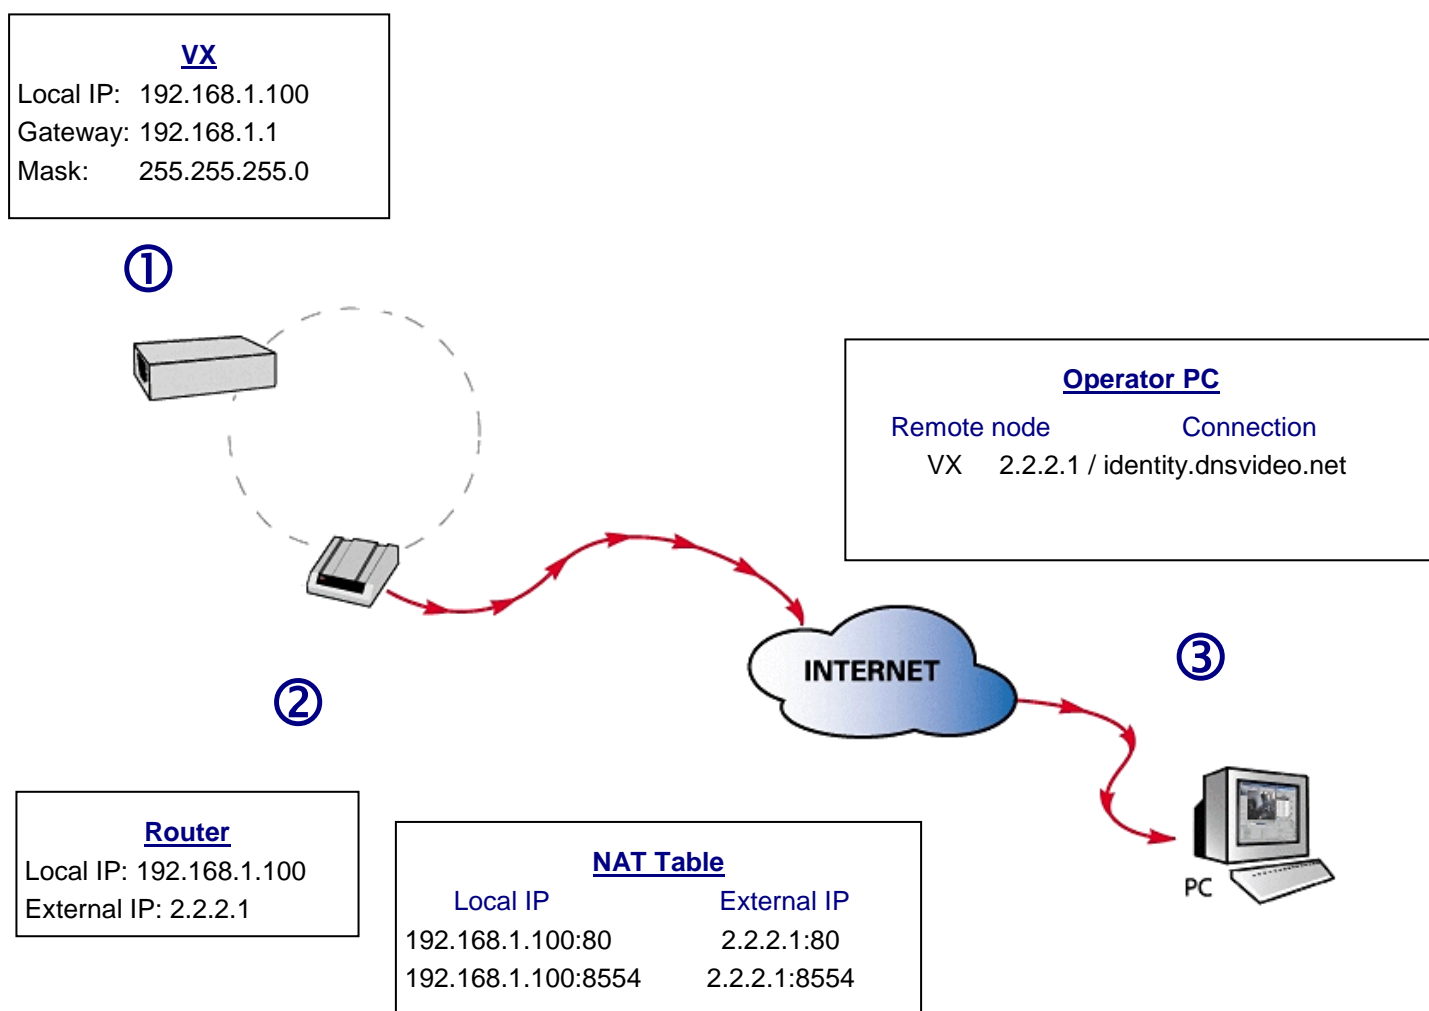 VX
Local IP: 192.168.1.100
Gateway: 192.168.1.1
Mask: 255.255.255.0
①
Operator PC
Remote node Connection
VX 2.2.2.1 / identity.dnsvideo.net
INTERNET
③
②
PC
Router
Local IP: 192.168.1.100
External IP: 2.2.2.1
NAT Table
Local IP External IP
192.168.1.100:80 2.2.2.1:80
192.168.1.100:8554 2.2.2.1:8554